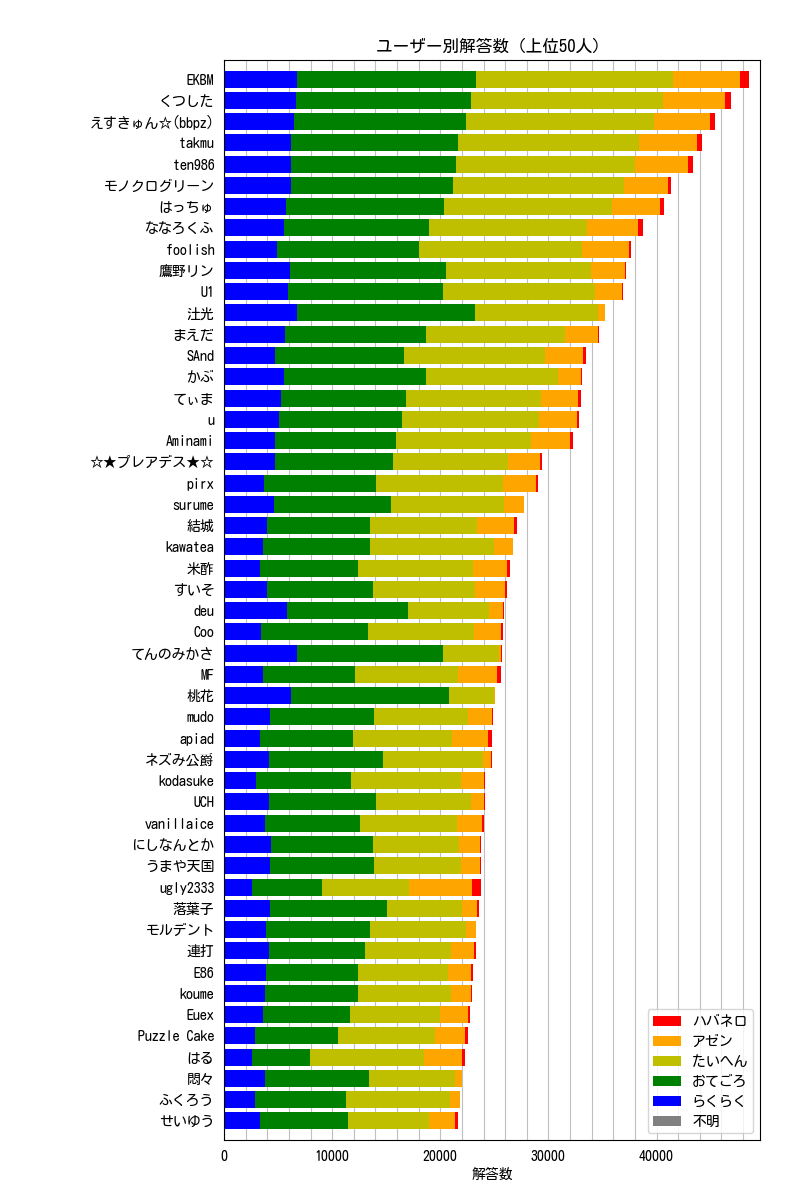 ユーザー別解答数 (上位50人)
EKBM
くつした
えすきゅん☆(bbpz)
takmu
ten986
モノクログリーン
はっちゅ
ななろくふ
foolish
鷹野リン
U1
汢光
まえだ
SAnd
かぶ
てぃま
u
Aminami
☆★プレアデス★☆
pirx
surume
結城
kawatea
米酢
すいそ
deu
Coo
てんのみかさ
MF
桃花
mudo
apiad
ネズみ公爵
kodasuke
UCH
vanillaice
にしなんとか
うまや天国
ugly2333
落葉子
モルデント
連打
E86
koume
Euex
Puzzle Cake
はる
悶々
ふくろう
せいゆう
ハバネロ
アゼン
たいへん
おてごろ
らくらく
不明
0 10000 20000 30000 40000
解答数